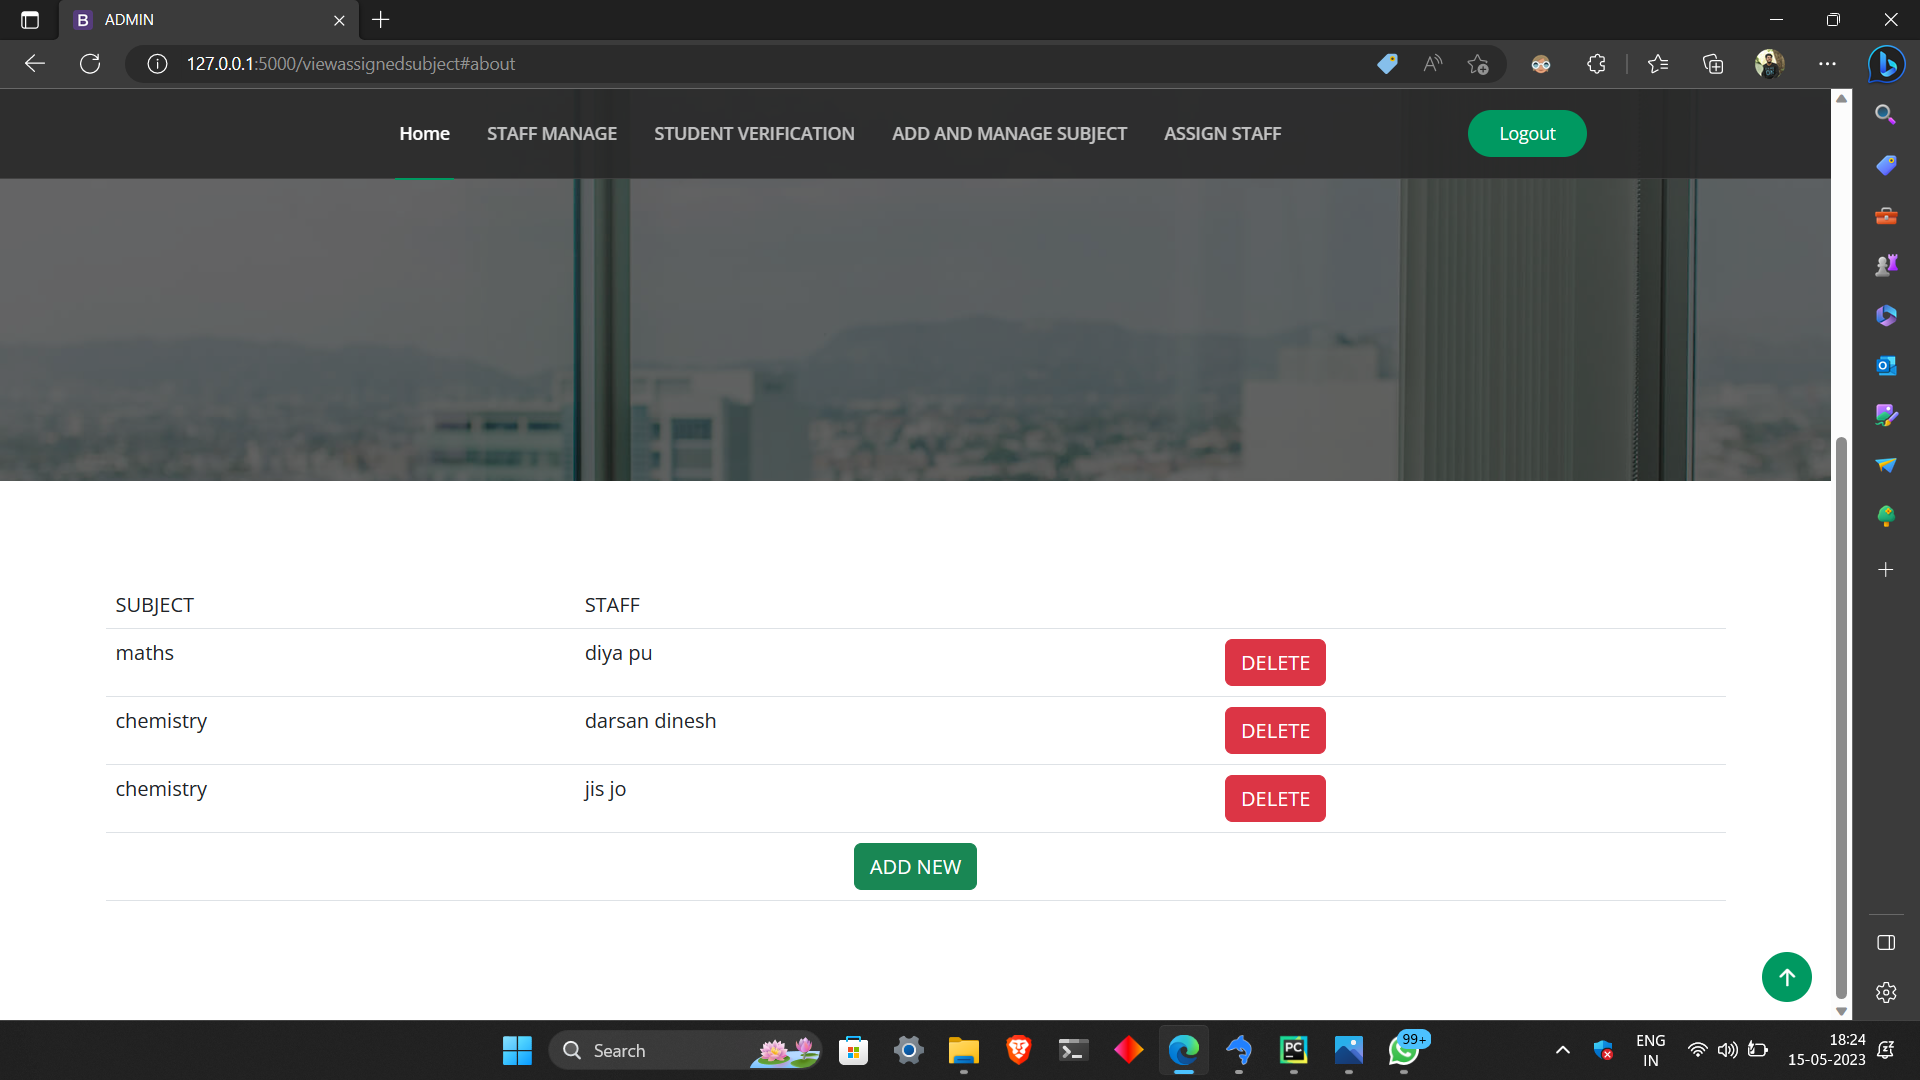 ADMIN
127.0.0.1:5000/viewassignedsubject#about
Home STAFF MANAGE STUDENT VERIFICATION ADD AND MANAGE SUBJECT ASSIGN STAFF Logout
SUBJECT STAFF
maths diya pu DELETE
chemistry darsan dinesh DELETE
chemistry jis jo DELETE
ADD NEW
Search
99+
ENG
IN
18:24
15-05-2023